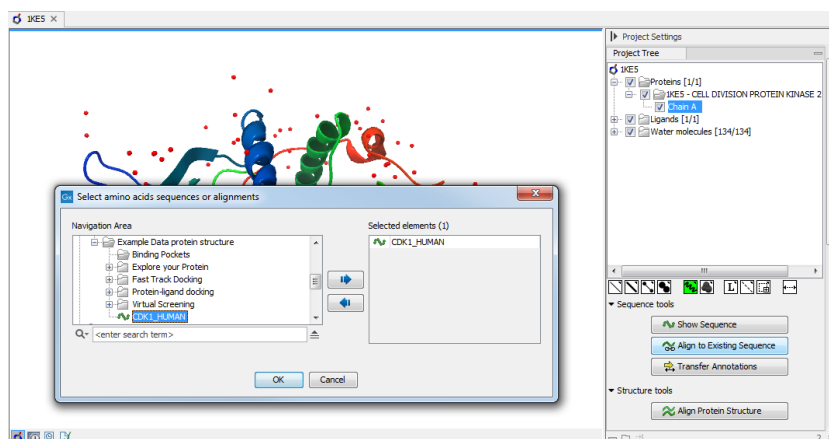 1KE5
Project Settings
Project Tree
1KE5
Proteins [1/1]
1KE5 - CELL DIVISION PROTEIN KINASE 2
Chain A
Ligands [1/1]
Water molecules [134/134]
Gx Select amino acids sequences or alignments
Navigation Area
Example Data protein structure
Binding Pockets
Explore your Protein
Fast Track Docking
Protein-ligand docking
Virtual Screening
CDK1_HUMAN
<enter search term>
Selected elements (1)
CDK1_HUMAN
OK
Cancel
L
Sequence tools
Show Sequence
Align to Existing Sequence
Transfer Annotations
Structure tools
Align Protein Structure